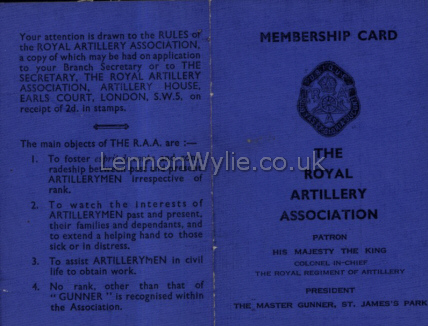 Your attention is drawn to the RULES of
the ROYAL ARTILLERY ASSOCIATION,
a copy of which may be had on application
to your Branch Secretary or to THE
SECRETARY, THE ROYAL ARTILLERY
ASSOCIATION, ARTILLERY HOUSE,
EARLS COURT, LONDON, S.W.5, on
receipt of 2d. in stamps.
The main objects of THE R.A.A. are :—
1. To foster
radeship between past and present
ARTILLERYMEN irrespective of
rank.
2. To watch the interests of
ARTILLERYMEN past and present,
their families and dependants, and
to extend a helping hand to those
sick or in distress.
3. To assist ARTILLERYMEN in civil
life to obtain work.
4. No rank, other than that of
"GUNNER" is recognised within
the Association.
MEMBERSHIP CARD
THE
ROYAL
ARTILLERY
ASSOCIATION
PATRON
HIS MAJESTY THE KING
COLONEL-IN-CHIEF
THE ROYAL REGIMENT OF ARTILLERY
PRESIDENT
THE MASTER GUNNER, ST. JAMES'S PARK
LennonWylie.co.uk